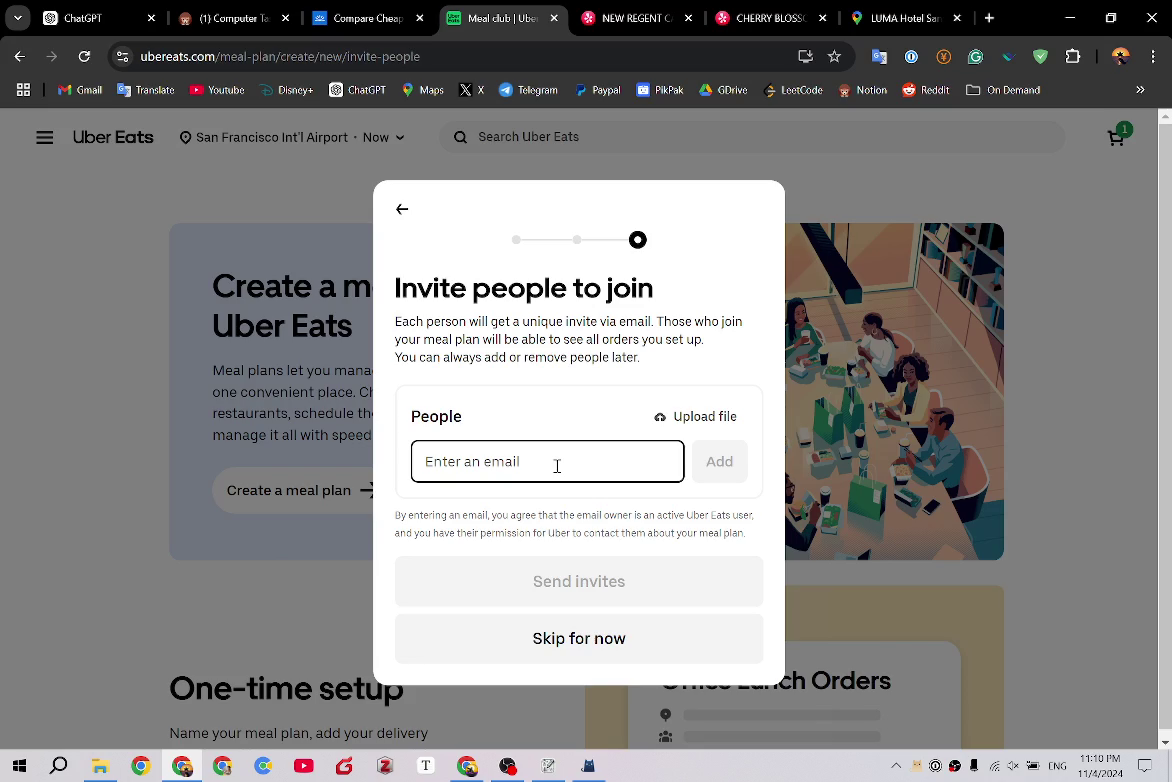 ChatGPT
(1) Computer Ta
ChatGPT Cheap
Meal club | Uber
NEW REGENT C
CHERRY BLOSS
LUMA Hotel San
ubereats.com/meal-plan/create/new/invite-people
Gmail
Translate
YouTube
Disney+
ChatGPT
Maps
X
Telegram
Paypal
PikPak
GDrive
LeetCode
Notion
Reddit
On Demand
Uber Eats
San Francisco Int'l Airport • Now
Search Uber Eats
1
Create a m
Uber Eats
Meal plans let you mana
one convenient place. Ch
restaurants, schedule th
manage it all with speed
Create a meal plan
Invite people to join
Each person will get a unique invite via email. Those who join
your meal plan will be able to see all orders you set up.
You can always add or remove people later.
People
Upload file
Enter an email
Add
By entering an email, you agree that the email owner is an active Uber Eats user,
and you have their permission for Uber to contact them about your meal plan.
Send invites
Skip for now
One-time setup
Name your meal plan, add your delivery
Office Lunch Orders
ENG
11:10 PM
11/4/2024